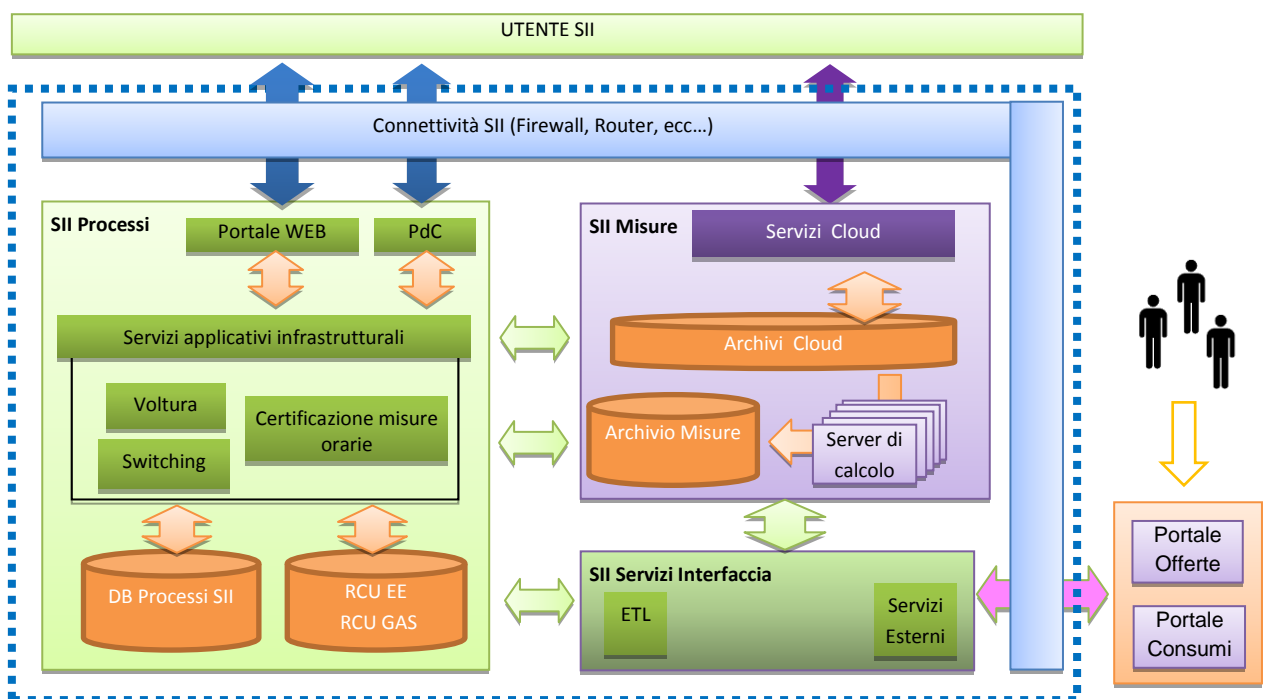 UTENTE SII
Connettività SII (Firewall, Router, ecc...)
SII Processi
Portale WEB
PdC
Servizi applicativi infrastrutturali
Voltura
Switching
Certificazione misure
orarie
DB Processi SII
RCU EE
RCU GAS
SII Misure
Servizi Cloud
Archivi Cloud
Archivio Misure
Server di
calcolo
SII Servizi Interfaccia
ETL
Servizi
Esterni
Portale
Offerte
Portale
Consumi